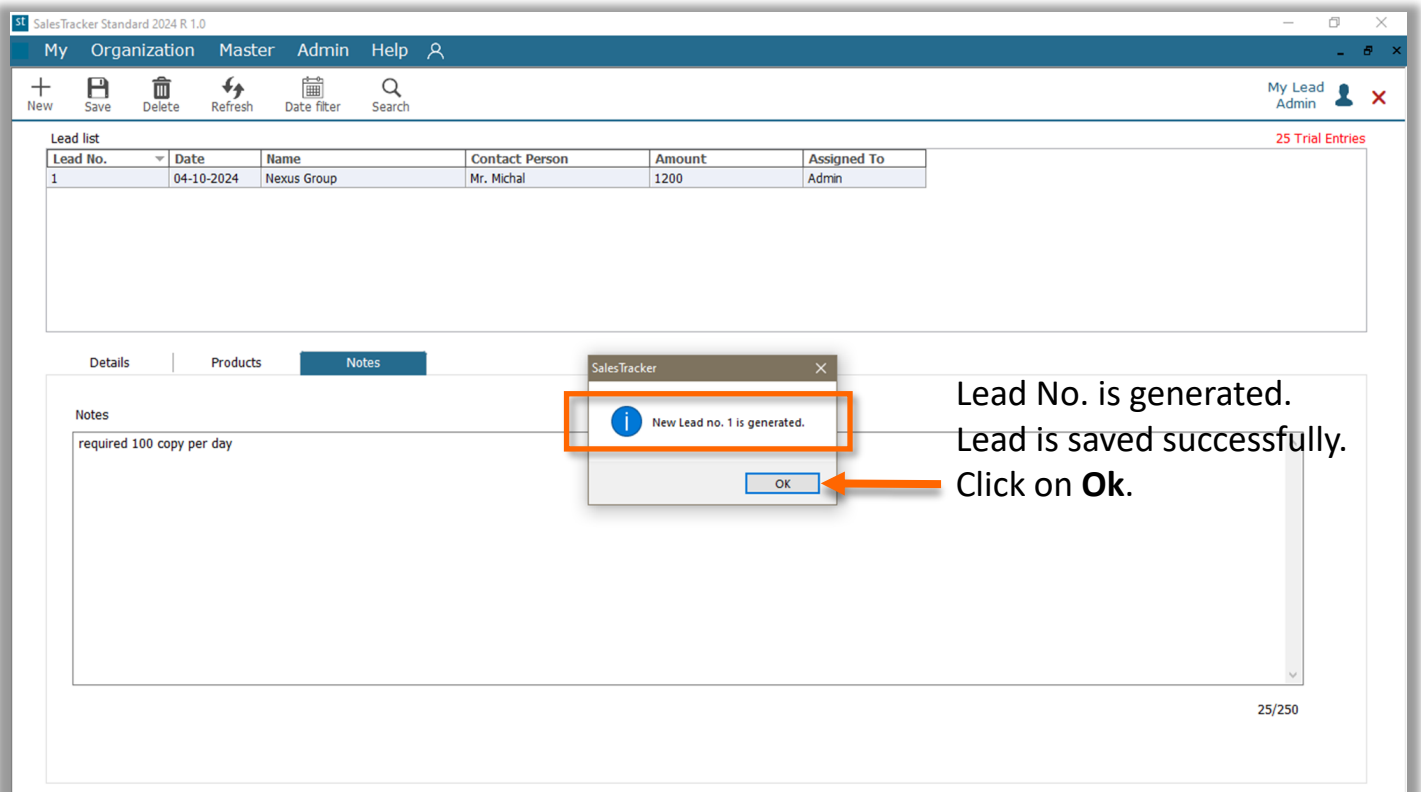 st SalesTracker Standard 2024 R 1.0
My Organization Master Admin Help
New Save Delete Refresh Date filter Search
My Lead
Admin
Lead list
25 Trial Entries
Lead No. Date Name Contact Person Amount Assigned To
1 04-10-2024 Nexus Group Mr. Michal 1200 Admin
Details Products Notes
SalesTracker
Notes
required 100 copy per day
New Lead no. 1 is generated.
OK
Lead No. is generated.
Lead is saved successfully.
Click on Ok.
25/250